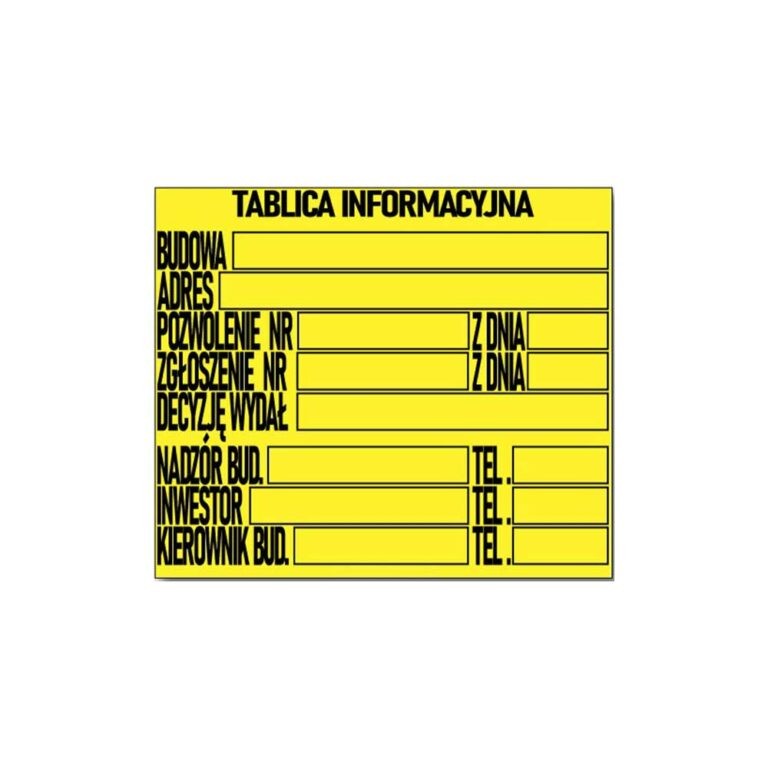 TABLICA INFORMACYJNA
BUDOWA
ADRES
POZWOLENIE NR Z DNIA
ZGŁOSZENIE NR Z DNIA
DECYZJĘ WYDAŁ
NADZÓR BUD. TEL .
INWESTOR TEL .
KIEROWNIK BUD. TEL .